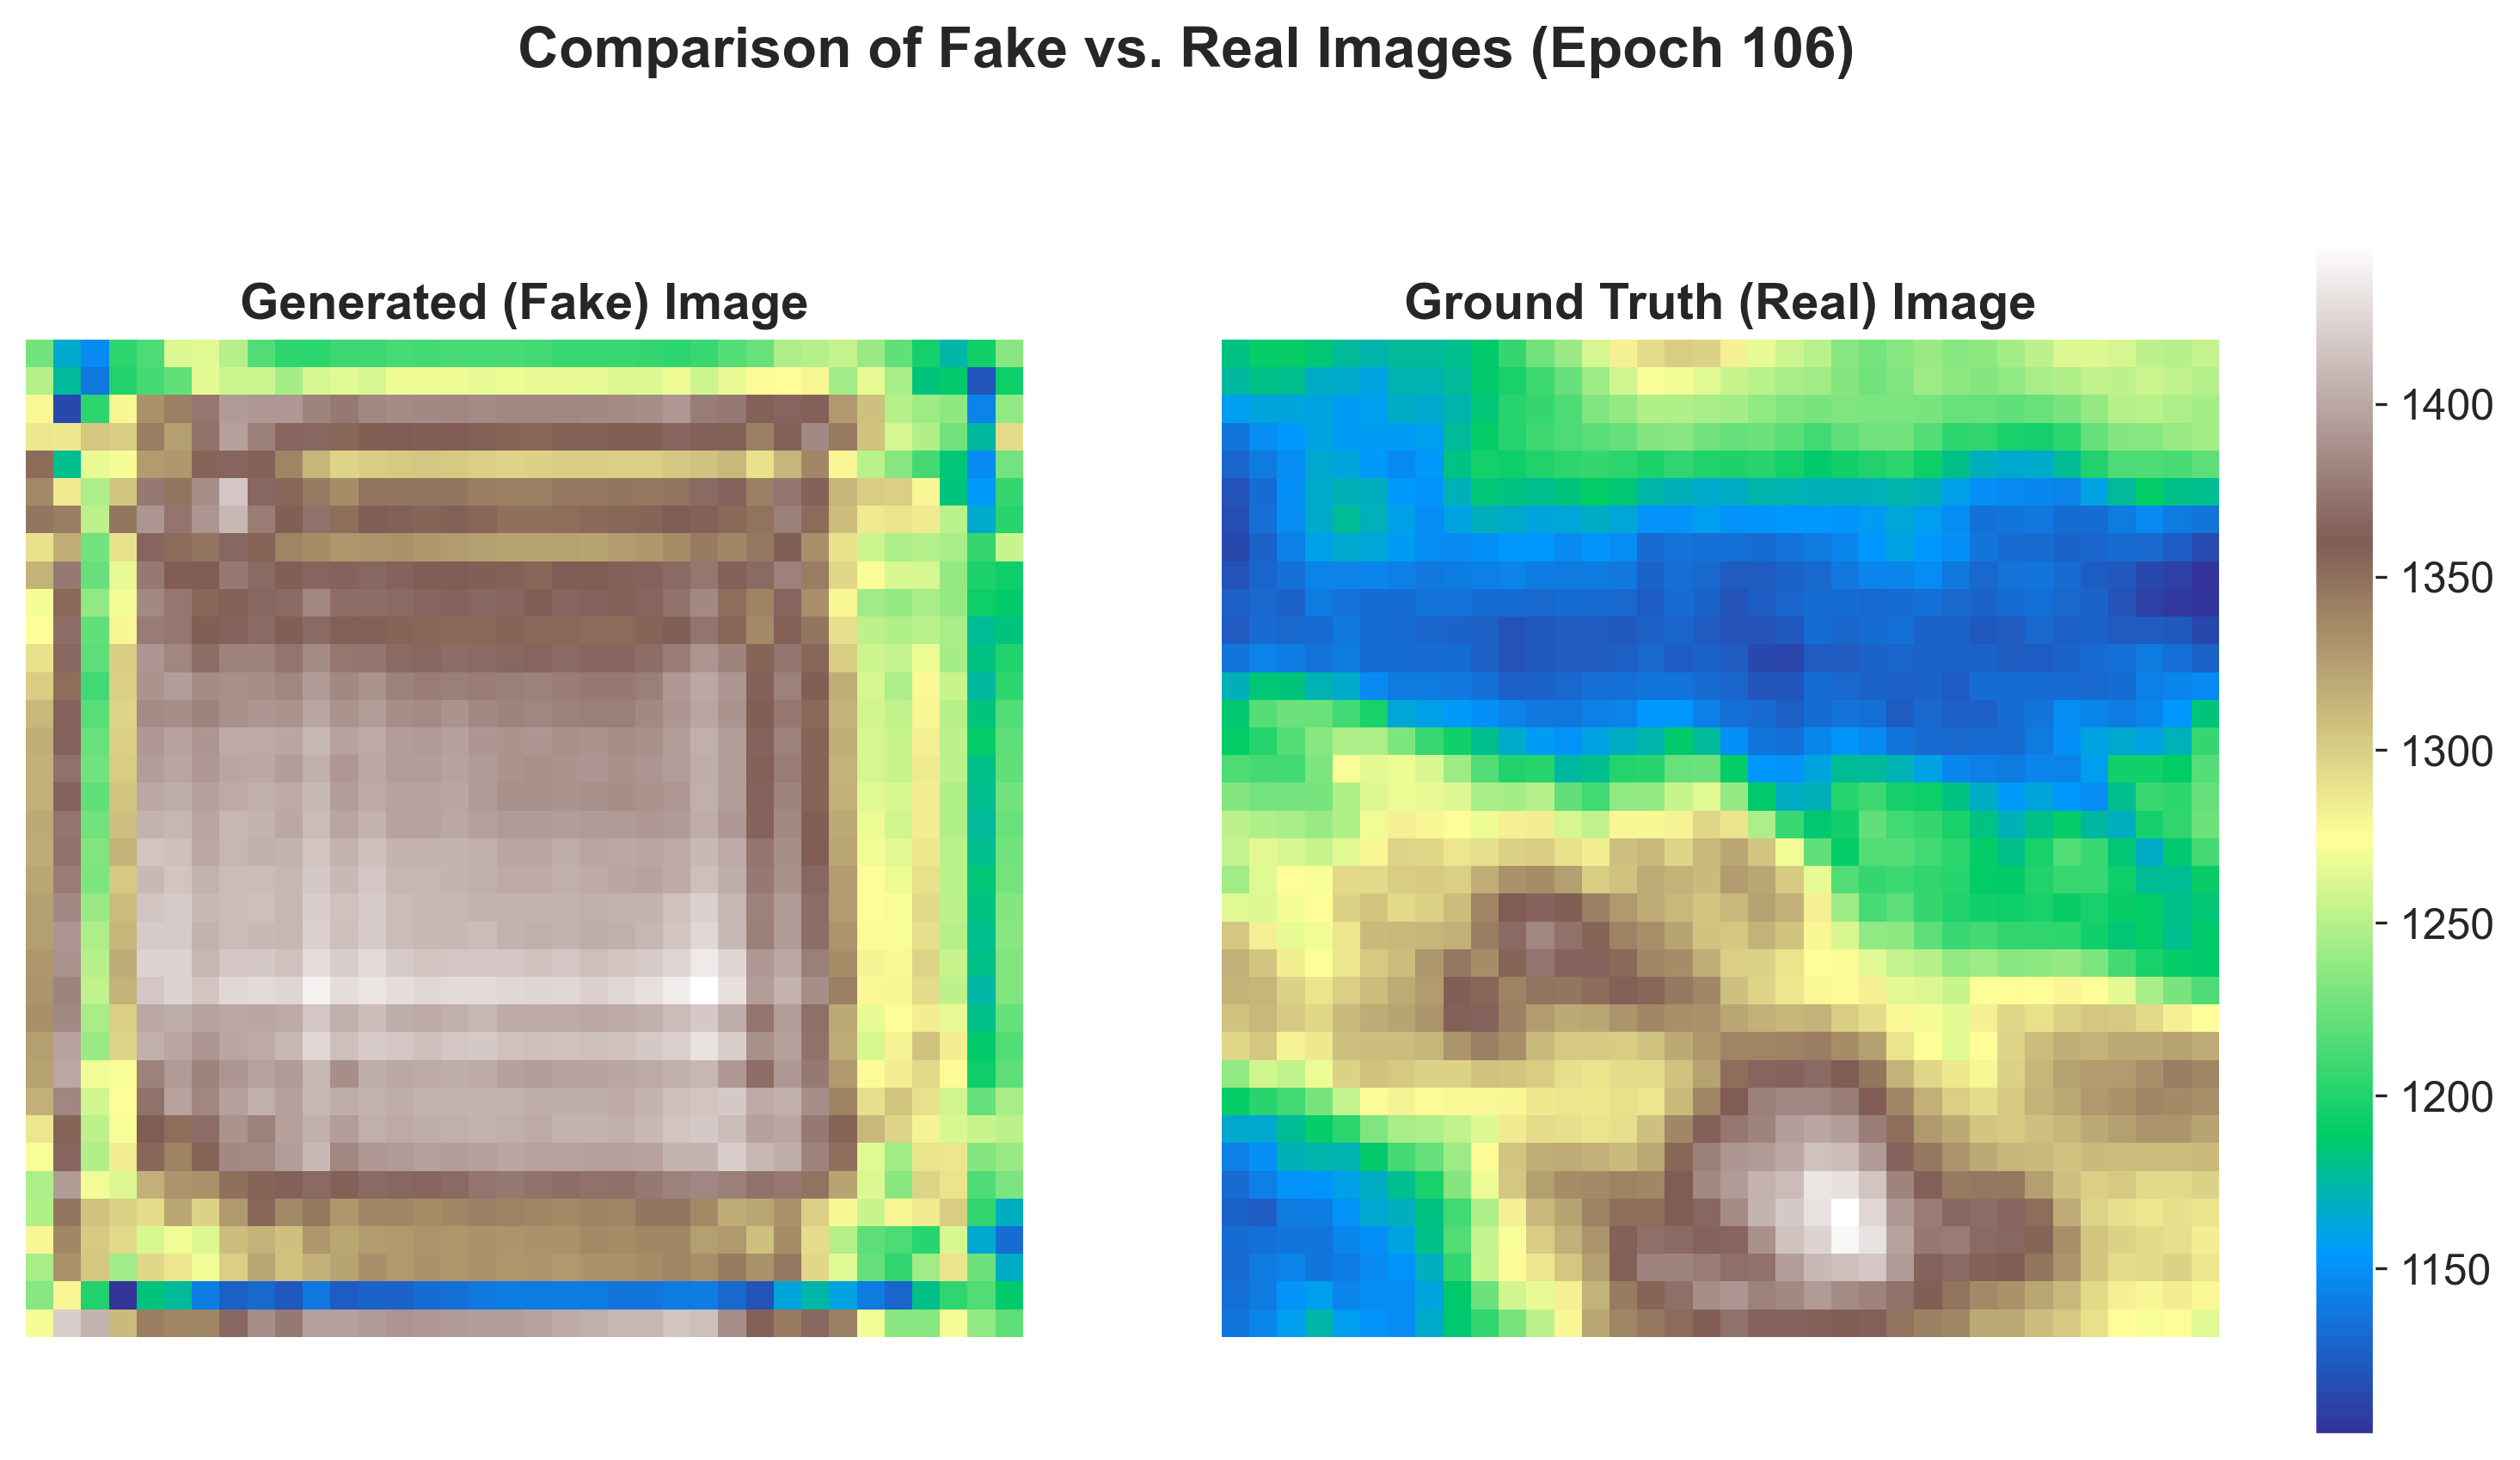 Comparison of Fake vs. Real Images (Epoch 106)
Generated (Fake) Image
Ground Truth (Real) Image
1400
1350
1300
1250
1200
1150